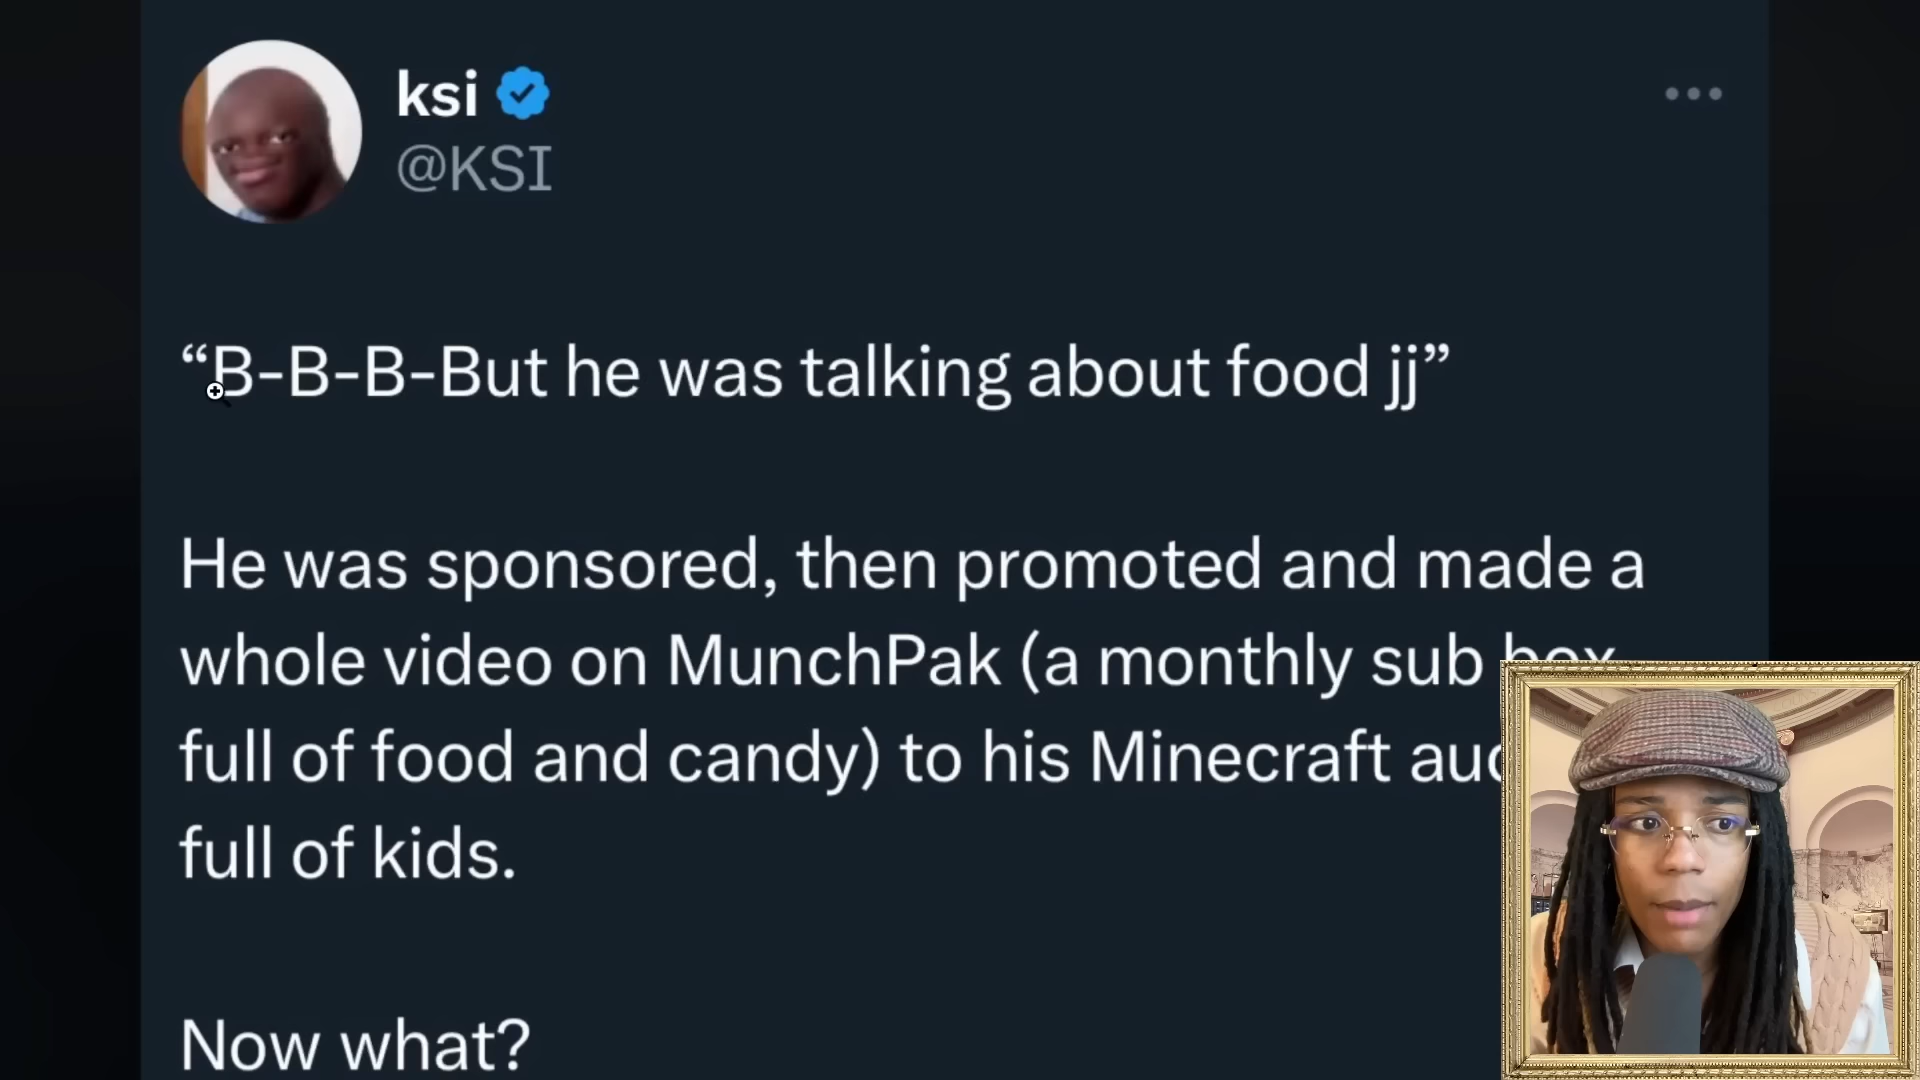 ksi
@KSI
“B-B-B-But he was talking about food jj”
He was sponsored, then promoted and made a
whole video on MunchPak (a monthly sub box
full of food and candy) to his Minecraft
full of kids.
Now what?